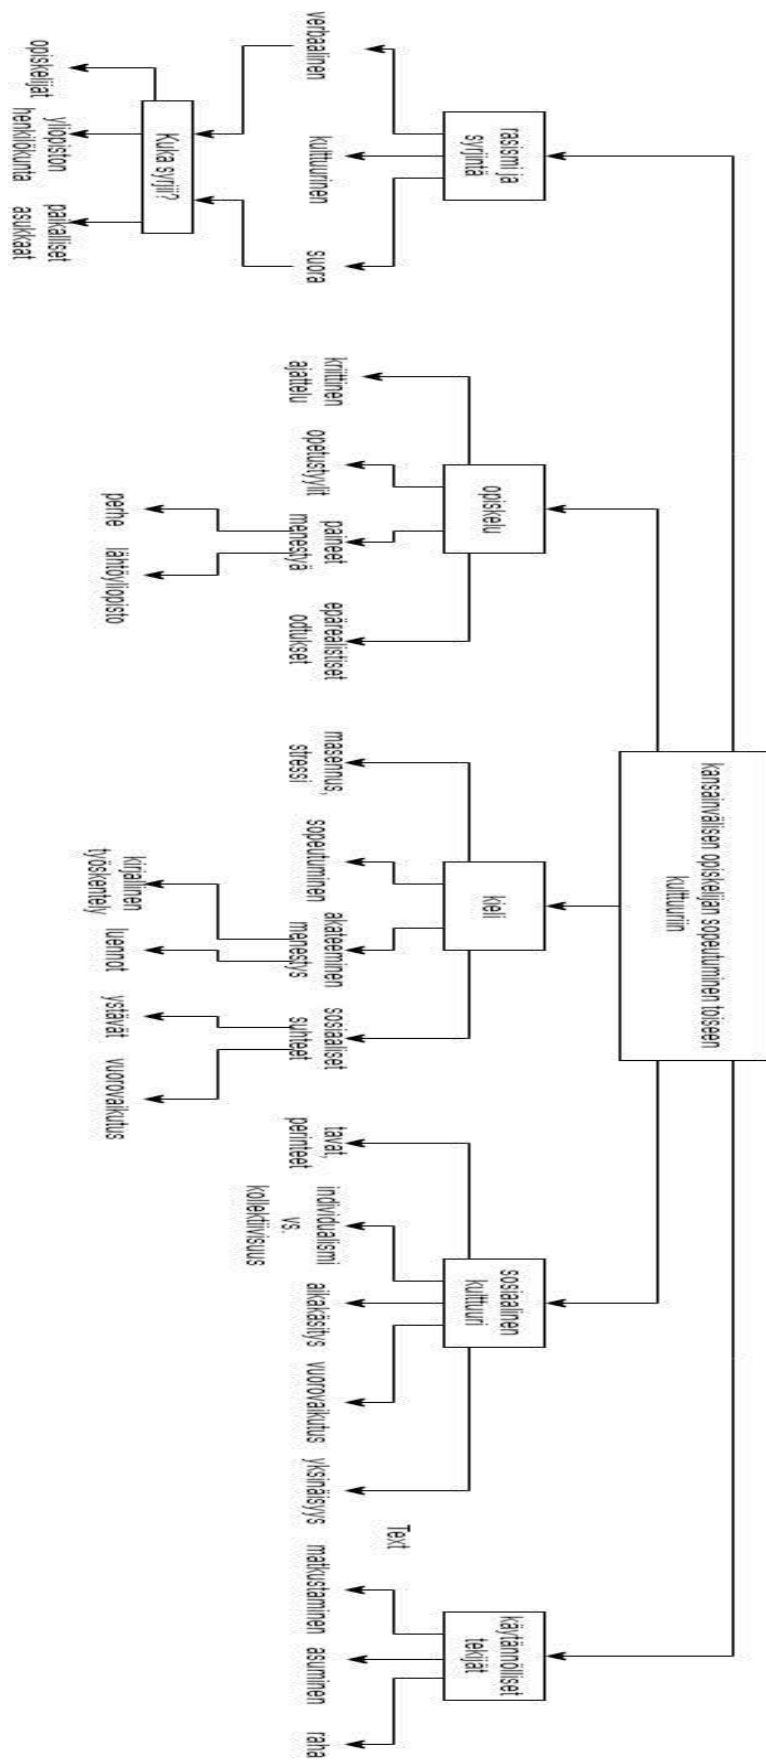 kansainvälisen opiskelijan sopeutuminen toiseen
kulttuuriin
rasismi ja
syrjintä
opiskelu
kieli
sosiaalinen
kulttuuri
käytännölliset
tekijät
Text
verbaalinen
kulttuurinen
suora
kriittinen
ajattelu
opetustyylit
paineet
menestyä
epärealistiset
odtukset
masennus,
stressi
sopeutuminen
akateeminen
menestys
sosiaaliset
suhteet
tavat,
perinteet
individualismi
vs.
kollektiivisuus
aikakäsitys
vuorovaikutus
yksinäisyys
matkustaminen
asuminen
raha
Kuka syrjii?
perhe
lähtöyliopisto
kirjallinen
työskentely
luennot
ystävät
vuorovaikutus
opiskelijat
yliopiston
henkilökunta
paikalliset
asukkaat